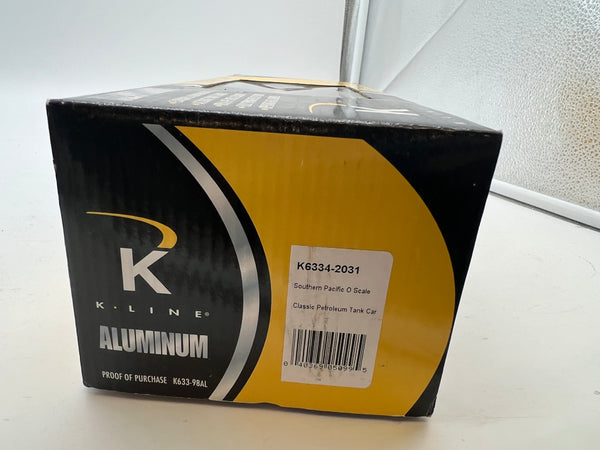 K
K-LINE®
ALUMINUM
PROOF OF PURCHASE K633-98AL
K6334-2031
Southern Pacific O Scale
Classic Petroleum Tank Car